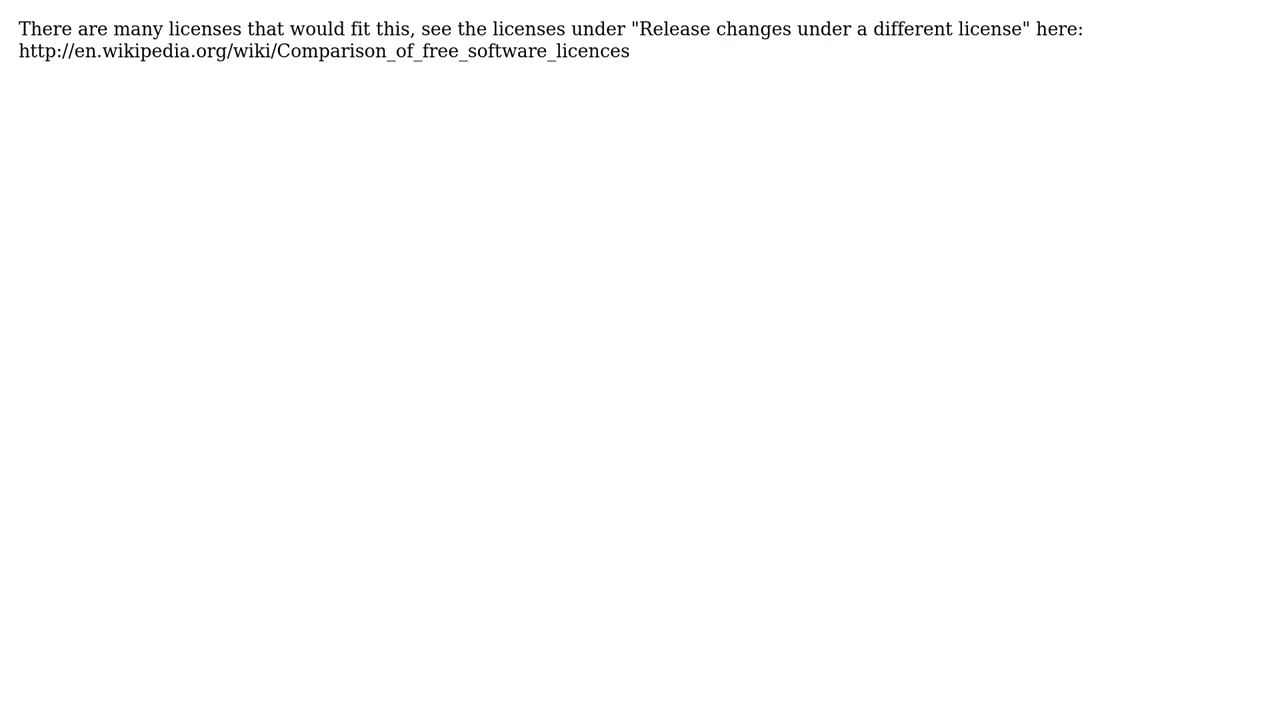 There are many licenses that would fit this, see the licenses under "Release changes under a different license" here:
http://en.wikipedia.org/wiki/Comparison_of_free_software_licences